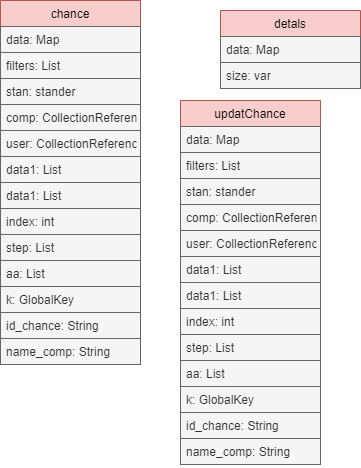 chance
data: Map
filters: List
stan: stander
comp: CollectionReferen
user: CollectionReferenc
data1: List
data1: List
index: int
step: List
aa: List
k: GlobalKey
id_chance: String
name_comp: String
detals
data: Map
size: var
updatChance
data: Map
filters: List
stan: stander
comp: CollectionReferen
user: CollectionReferenc
data1: List
data1: List
index: int
step: List
aa: List
k: GlobalKey
id_chance: String
name_comp: String